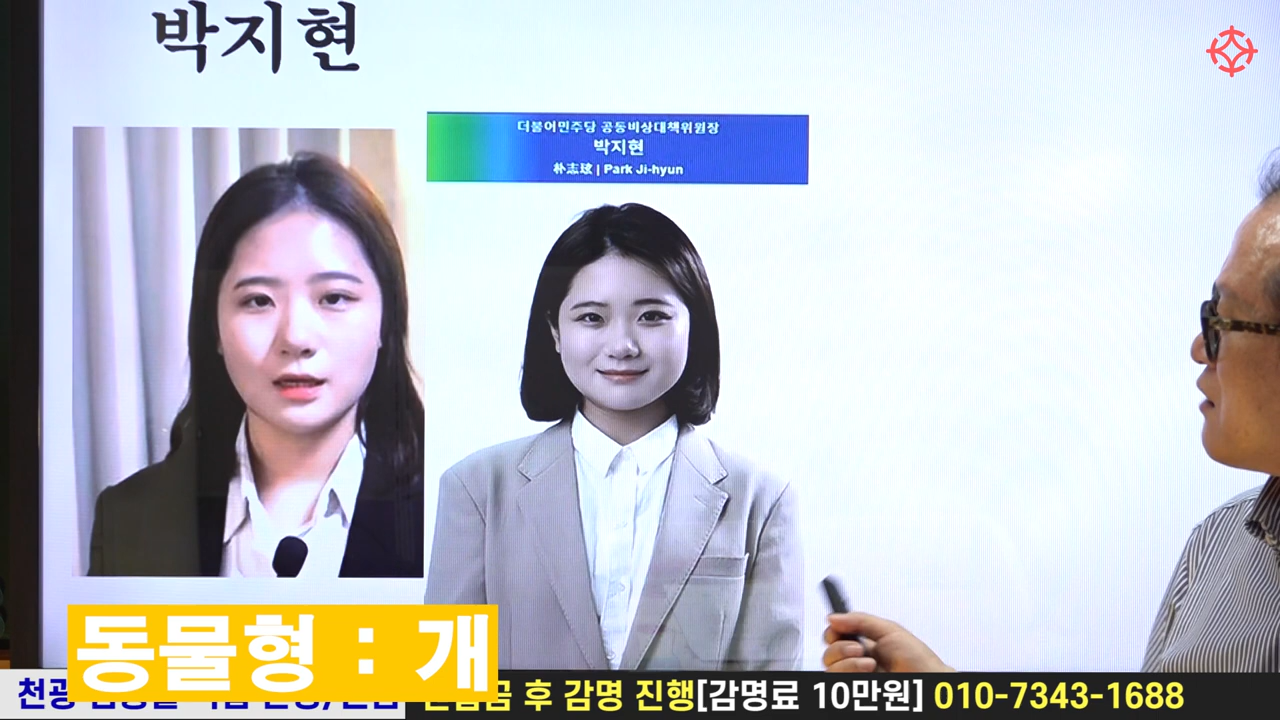 박지현
더불어민주당 공동비상대책위원장
박지현
朴志玹 | Park Ji-hyun
동물형 : 개
천광
후 감명 진행[감명료 10만원] 010-7343-1688